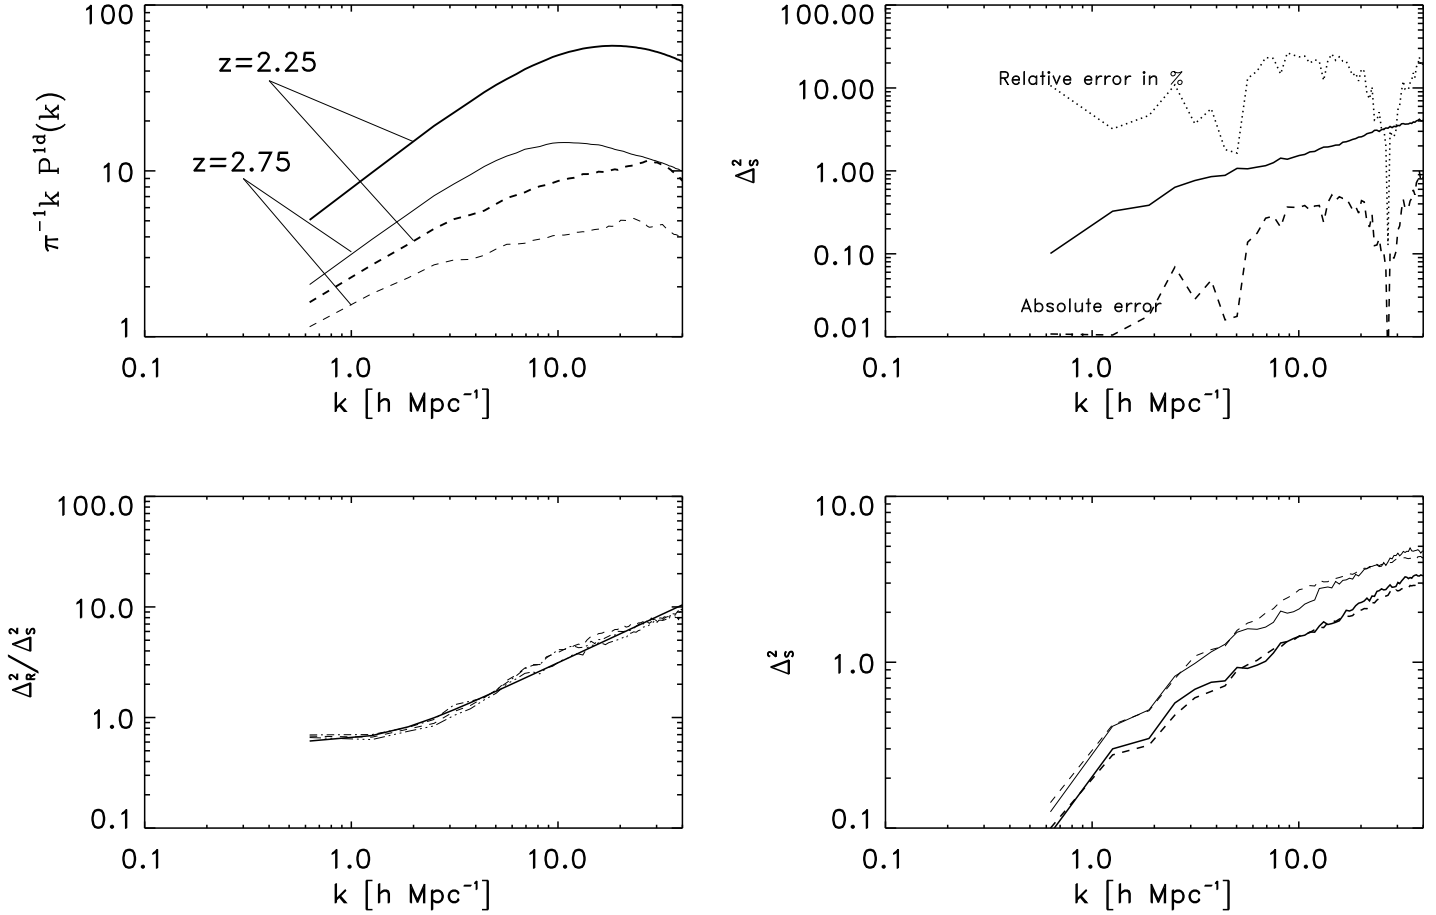 100
10
1
π⁻¹k P¹ᵈ(k)
z=2.25
z=2.75
0.1 1.0 10.0
k [h Mpc⁻¹]
100.00
10.00
1.00
0.10
0.01
Δ²ₛ
Relative error in %
Absolute error
0.1 1.0 10.0
k [h Mpc⁻¹]
100.0
10.0
1.0
0.1
Δ²_R/Δ²_S
0.1 1.0 10.0
k [h Mpc⁻¹]
10.0
1.0
0.1
Δ²ₛ
0.1 1.0 10.0
k [h Mpc⁻¹]